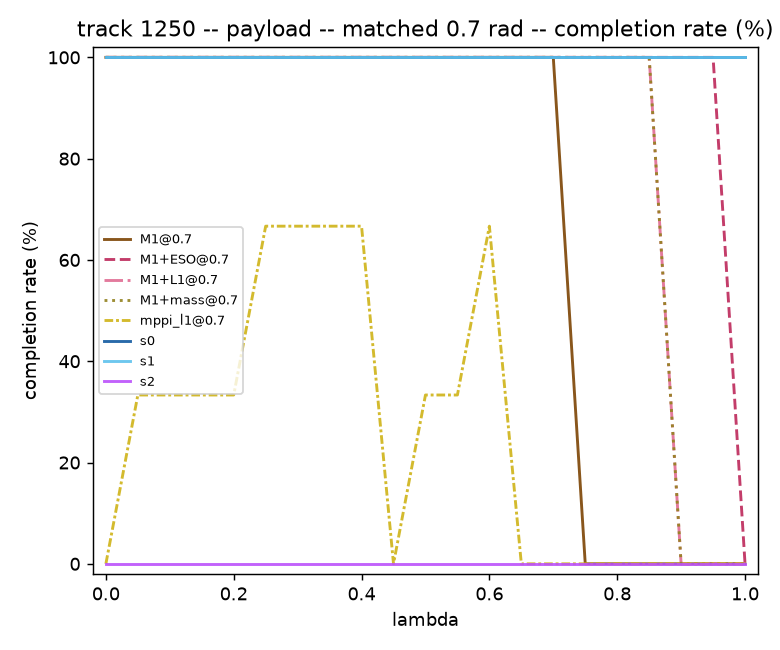 track 1250 -- payload -- matched 0.7 rad -- completion rate (%)
completion rate (%)
100
80
60
40
20
0
M1@0.7
M1+ESO@0.7
M1+L1@0.7
M1+mass@0.7
mppi_l1@0.7
s0
s1
s2
0.0 0.2 0.4 0.6 0.8 1.0
lambda